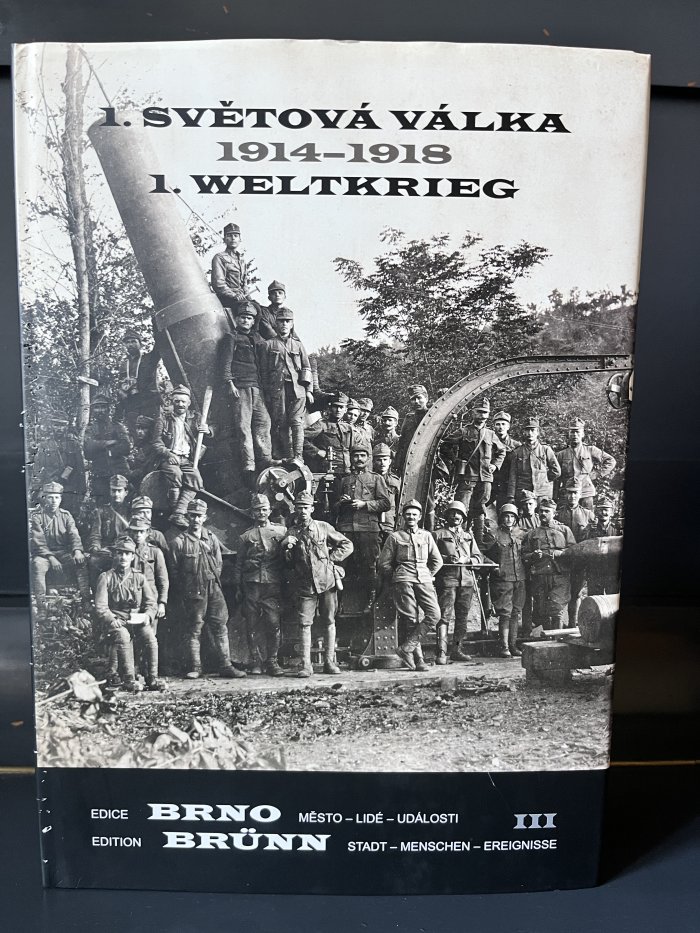 1. SVĚTOVÁ VÁLKA
1914–1918
1. WELTKRIEG
EDICE BRNO MĚSTO – LIDÉ – UDÁLOSTI III
EDITION BRÜNN STADT – MENSCHEN – EREIGNISSE